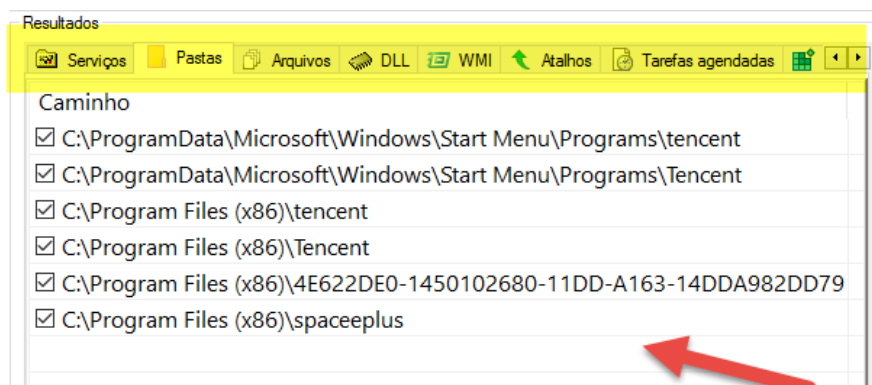 Resultados
Serviços Pastas Arquivos DLL WMI Atalhos Tarefas agendadas
Caminho
C:\ProgramData\Microsoft\Windows\Start Menu\Programs\tencent
C:\ProgramData\Microsoft\Windows\Start Menu\Programs\Tencent
C:\Program Files (x86)\tencent
C:\Program Files (x86)\Tencent
C:\Program Files (x86)\4E622DE0-1450102680-11DD-A163-14DDA982DD79
C:\Program Files (x86)\spaceeplus